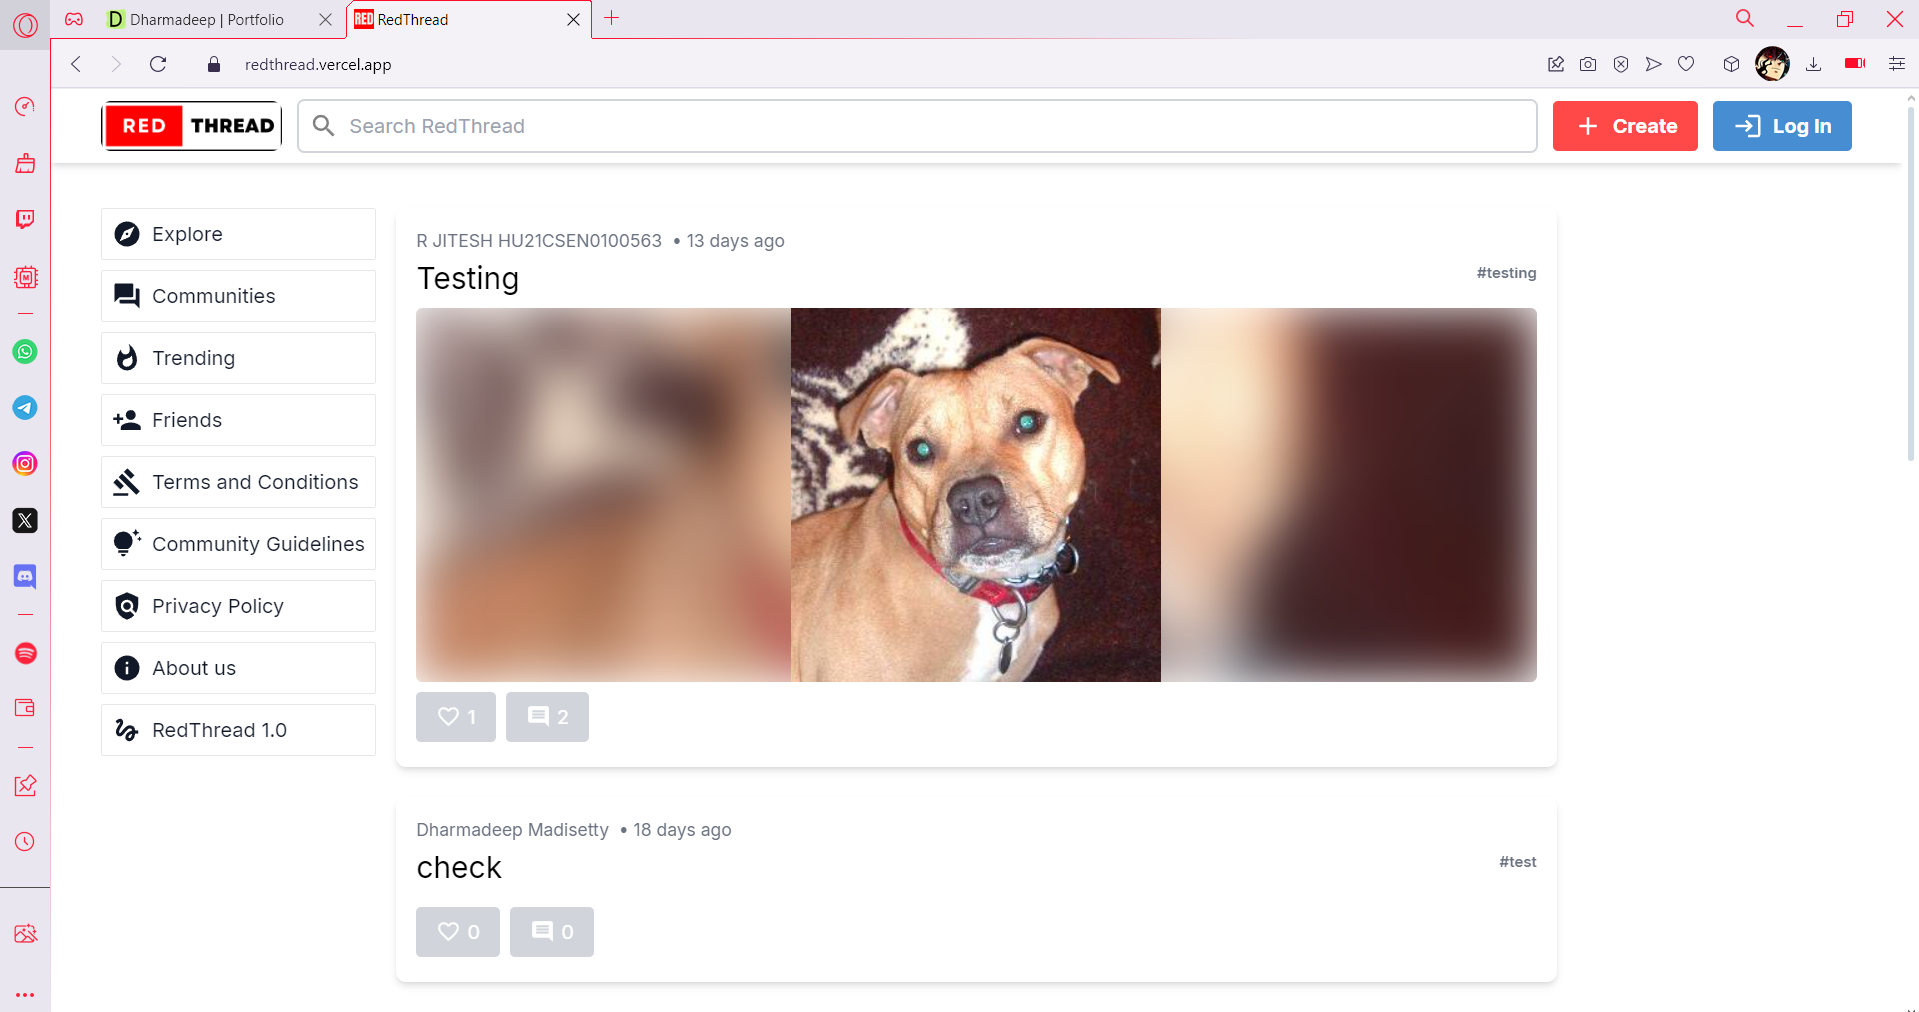 Dharmadeep | Portfolio
RED RedThread
redthread.vercel.app
RED THREAD
Search RedThread
Create
Log In
Explore
Communities
Trending
Friends
Terms and Conditions
Community Guidelines
Privacy Policy
About us
RedThread 1.0
R JITESH HU21CSEN0100563 • 13 days ago
Testing
#testing
1
2
Dharmadeep Madisetty • 18 days ago
check
#test
0
0